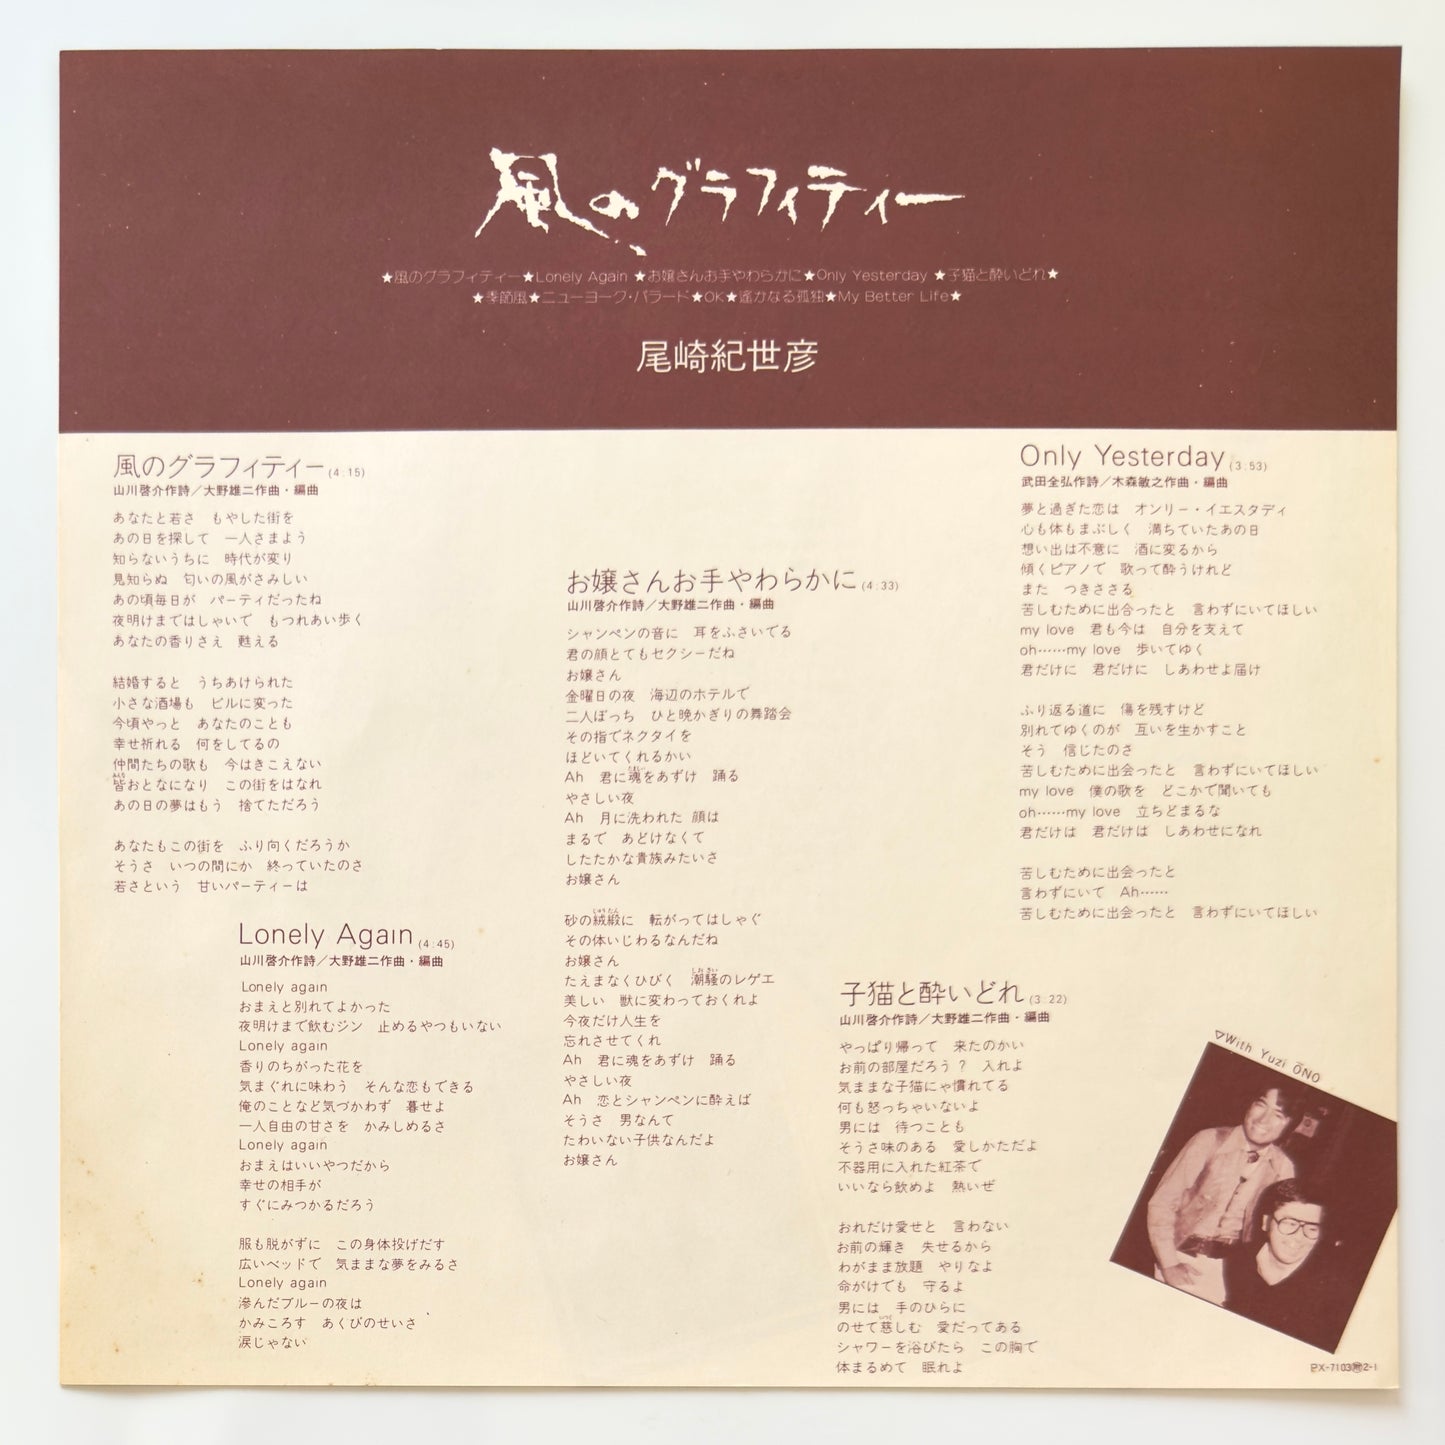 風のグラフィティー
★風のグラフィティー★Lonely Again ★お嬢さんお手やわらかに★Only Yesterday ★子猫と酔いどれ★
★季節風★ニューヨーク・バラード★OK★遙かなる孤独★My Better Life★
尾崎紀世彦
風のグラフィティー(4.15)
山川啓介作詩/大野雄二作曲・編曲
あなたと若さ　もやした街を
あの日を探して　一人さまよう
知らないうちに　時代が変り
見知らぬ　匂いの風がさみしい
あの頃毎日が　パーティだったね
夜明けまではしゃいで　もつれあい歩く
あなたの香りさえ　甦える
結婚すると　うちあけられた
小さな酒場も　ビルに変った
今頃やっと　あなたのことも
幸せ祈れる　何をしてるの
仲間たちの歌も　今はきこえない
みんな
皆おとなになり　この街をはなれ
あの日の夢はもう　捨てただろう
あなたもこの街を　ふり向くだろうか
そうさ　いつの間にか　終っていたのさ
若さという　甘いパーティーは
Lonely Again(4:45)
山川啓介作詩/大野雄二作曲・編曲
Lonely again
おまえと別れてよかった
夜明けまで飲むジン　止めるやつもいない
Lonely again
香りのちがった花を
気まぐれに味わう　そんな恋もできる
俺のことなど気づかわず　暮せよ
一人自由の甘さを　かみしめるさ
Lonely again
おまえはいいやつだから
幸せの相手が
すぐにみつかるだろう
服も脱がずに　この身体投げだす
広いベッドで　気ままな夢をみるさ
Lonely again
滲んだブルーの夜は
かみころす　あくびのせいさ
涙じゃない
お嬢さんお手やわらかに(4:33)
山川啓介作詩/大野雄二作曲・編曲
シャンペンの音に　耳をふさいでる
君の顔とてもセクシーだね
お嬢さん
金曜日の夜　海辺のホテルで
二人ぼっち　ひと晩かぎりの舞踏会
その指でネクタイを
ほどいてくれるかい
たましい
Ah　君に魂をあずけ　踊る
やさしい夜
Ah　月に洗われた 顔は
まるで　あどけなくて
したたかな貴族みたいさ
お嬢さん
じゅうたん
砂の絨緞に　転がってはしゃぐ
その体いじわるなんだね
お嬢さん
しおさい
たえまなくひびく　潮騒のレゲエ
美しい　獣に変わっておくれよ
今夜だけ人生を
忘れさせてくれ
Ah　君に魂をあずけ　踊る
やさしい夜
Ah　恋とシャンペンに酔えば
そうさ　男なんて
たわいない子供なんだよ
お嬢さん
Only Yesterday(3:53)
武田全弘作詩/木森敏之作曲・編曲
夢と過ぎた恋は　オンリー・イエスタディ
心も体もまぶしく　満ちていたあの日
想い出は不意に　酒に変るから
傾くピアノで　歌って酔うけれど
また　つきささる
苦しむために出合ったと　言わずにいてほしい
my love　君も今は　自分を支えて
oh……my love　歩いてゆく
君だけに　君だけに　しあわせよ届け
ふり返る道に　傷を残すけど
別れてゆくのが　互いを生かすこと
そう　信じたのさ
苦しむために出会ったと　言わずにいてほしい
my love　僕の歌を　どこかで聞いても
oh……my love　立ちどまるな
君だけは　君だけは　しあわせになれ
苦しむために出会ったと
言わずにいて　Ah……
苦しむために出会ったと　言わずにいてほしい
子猫と酔いどれ(3:22)
山川啓介作詩/大野雄二作曲・編曲
やっぱり帰って　来たのかい
お前の部屋だろう？　入れよ
気ままな子猫にゃ慣れてる
何も怒っちゃいないよ
男には　待つことも
そうさ味のある　愛しかただよ
不器用に入れた紅茶で
いいなら飲めよ　熱いぜ
おれだけ愛せと　言わない
お前の輝き　失せるから
わがまま放題　やりなよ
命がけでも　守るよ
男には　手のひらに
いつく
のせて慈しむ　愛だってある
シャワーを浴びたら　この胸で
体まるめて　眠れよ
▽With Yuzi ŌNO
PX-7103 2-1